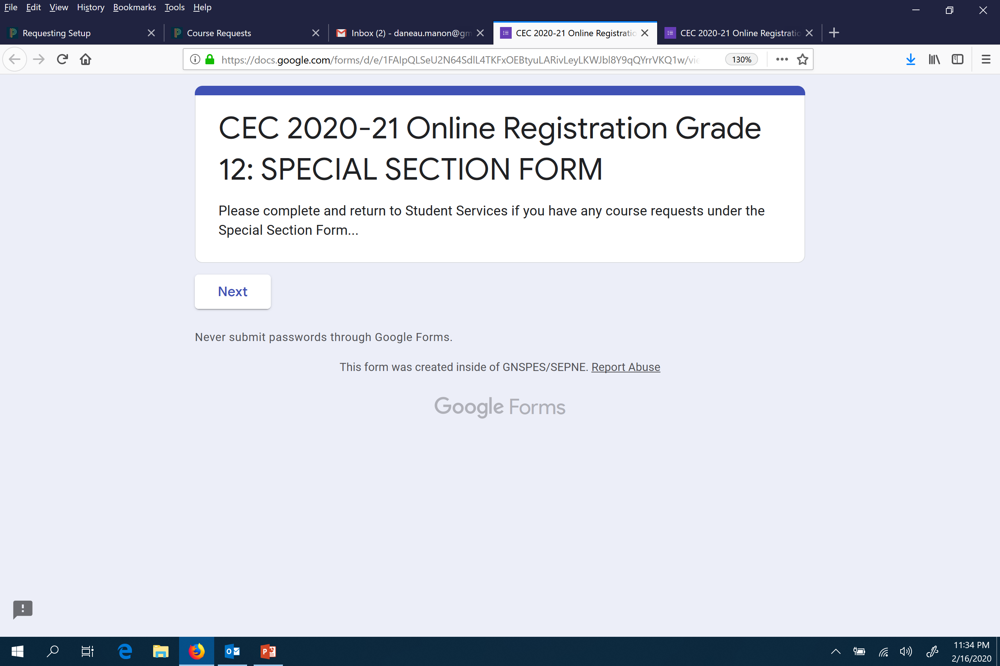 File Edit View History Bookmarks Tools Help
Requesting Setup
Course Requests
Inbox (2) - daneau.manon@gm
CEC 2020-21 Online Registratio
CEC 2020-21 Online Registratio
https://docs.google.com/forms/d/e/1FAIpQLSeU2N64SdlL4TKFxOEBtyuLARivLeyLKWJbl8Y9qQYrrVKQ1w/vie
130%
CEC 2020-21 Online Registration Grade
12: SPECIAL SECTION FORM
Please complete and return to Student Services if you have any course requests under the
Special Section Form...
Next
Never submit passwords through Google Forms.
This form was created inside of GNSPES/SEPNE. Report Abuse
Google Forms
11:34 PM
2/16/2020